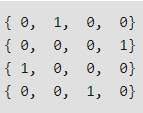 { 0, 1, 0, 0}
{ 0, 0, 0, 1}
{ 1, 0, 0, 0}
{ 0, 0, 1, 0}